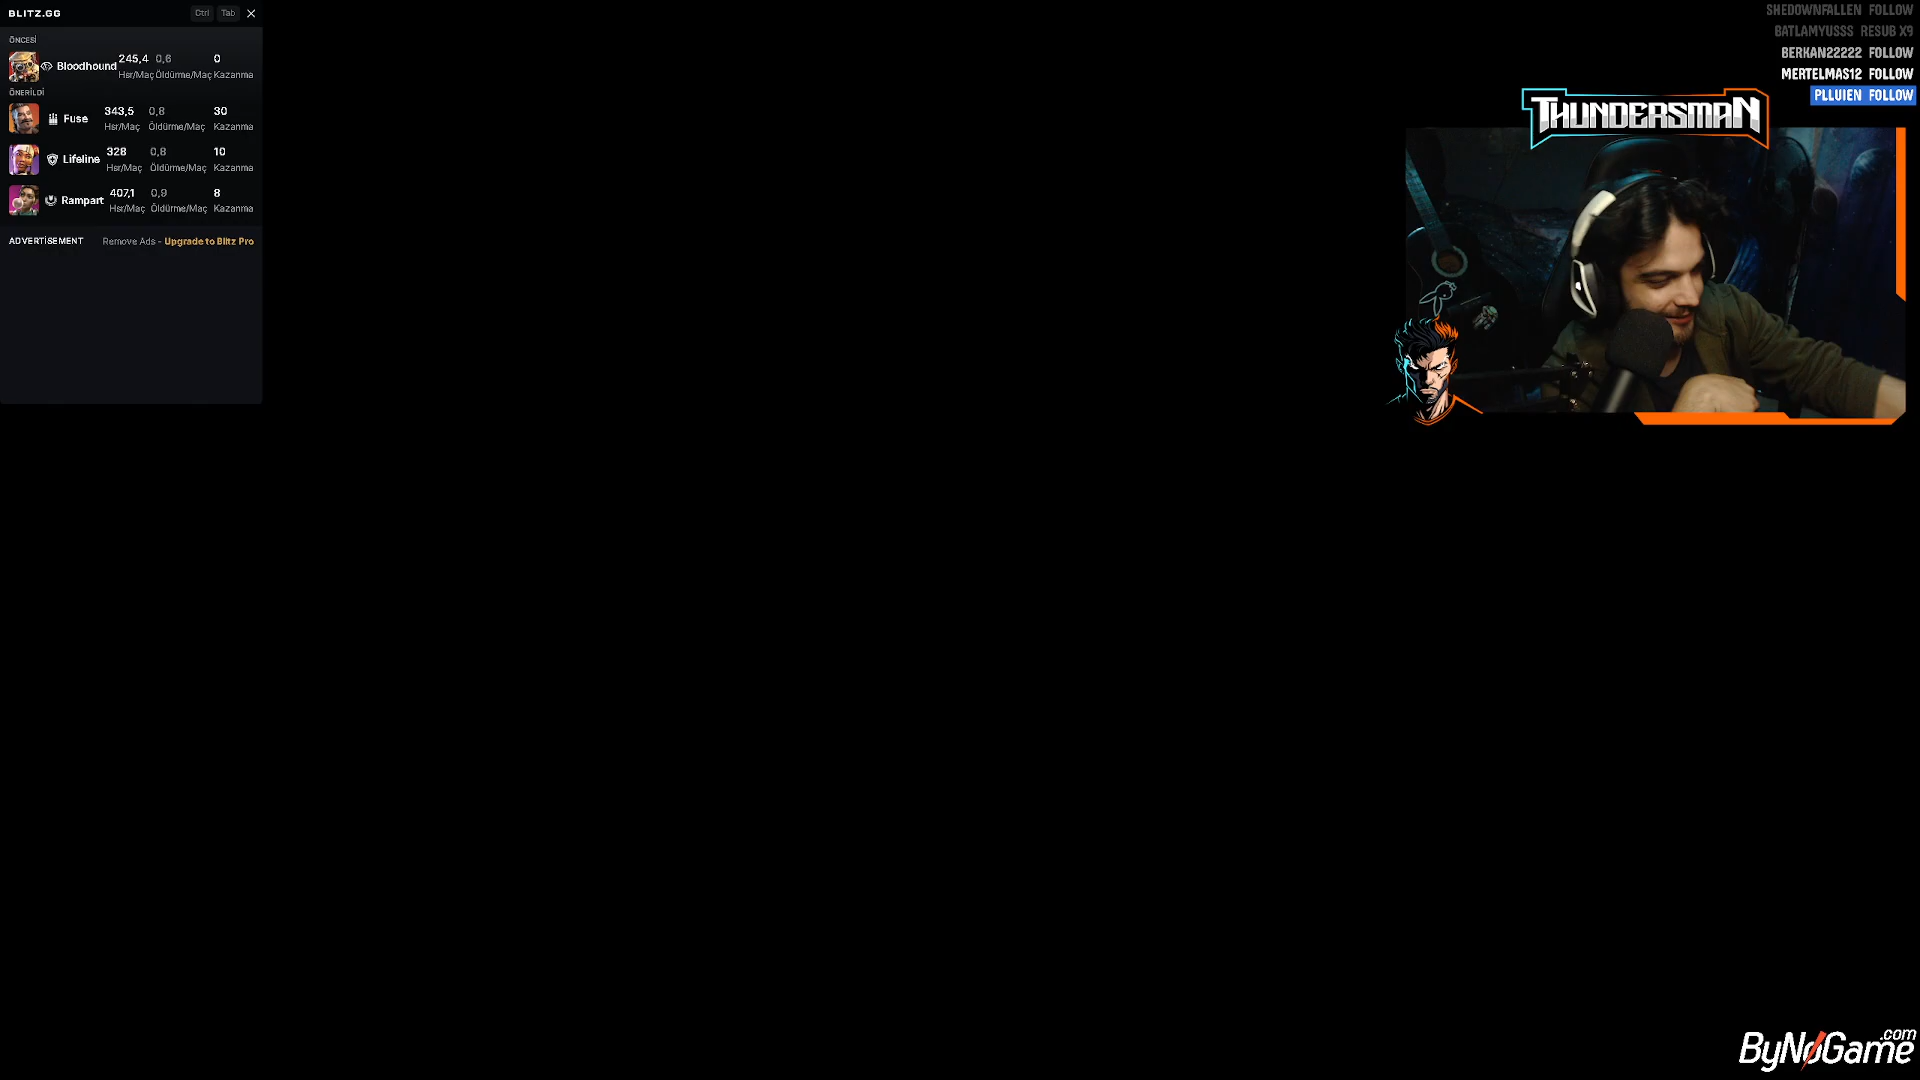 BLITZ.GG Ctrl Tab
ÖNCESİ
Bloodhound 245,4 0,6 0
Hsr/Maç Öldürme/Maç Kazanma
ÖNERİLDİ
Fuse 343,5 0,8 30
Hsr/Maç Öldürme/Maç Kazanma
Lifeline 328 0,8 10
Hsr/Maç Öldürme/Maç Kazanma
Rampart 407,1 0,9 8
Hsr/Maç Öldürme/Maç Kazanma
ADVERTİSEMENT Remove Ads - Upgrade to Blitz Pro
SHEDOWNFALLEN FOLLOW
BATLAMYUSSS RESUB X9
BERKAN22222 FOLLOW
MERTELMAS12 FOLLOW
PLLUIEN FOLLOW
THUNDERSMAN
ByNoGame.com